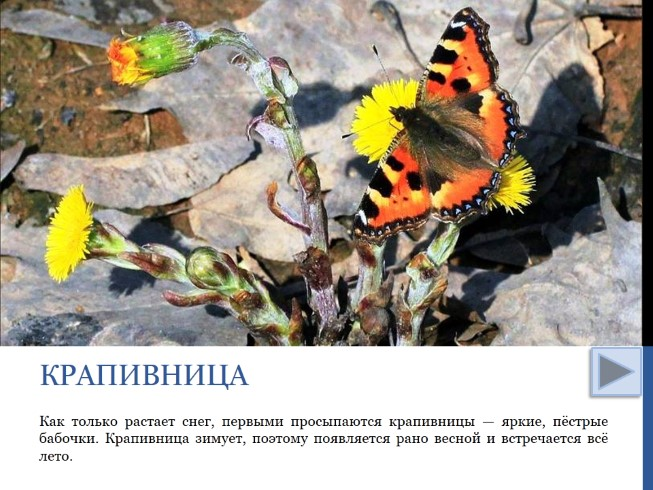 КРАПИВНИЦА
Как только растает снег, первыми просыпаются крапивницы — яркие, пёстрые
бабочки. Крапивница зимует, поэтому появляется рано весной и встречается всё
лето.